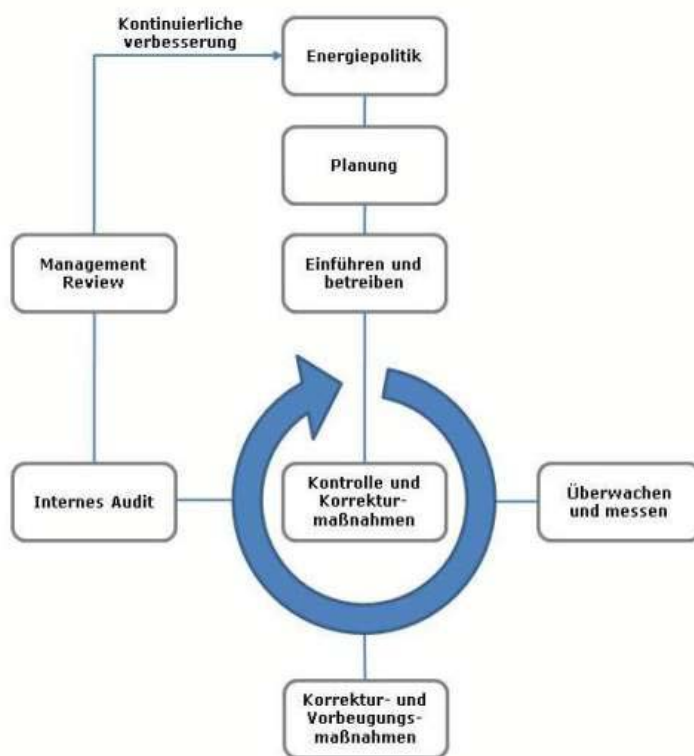 Kontinuierliche
verbesserung
Energiepolitik
Planung
Management
Review
Einführen und
betreiben
Internes Audit
Kontrolle und
Korrektur-
maßnahmen
Überwachen
und messen
Korrektur- und
Vorbeugungs-
maßnahmen